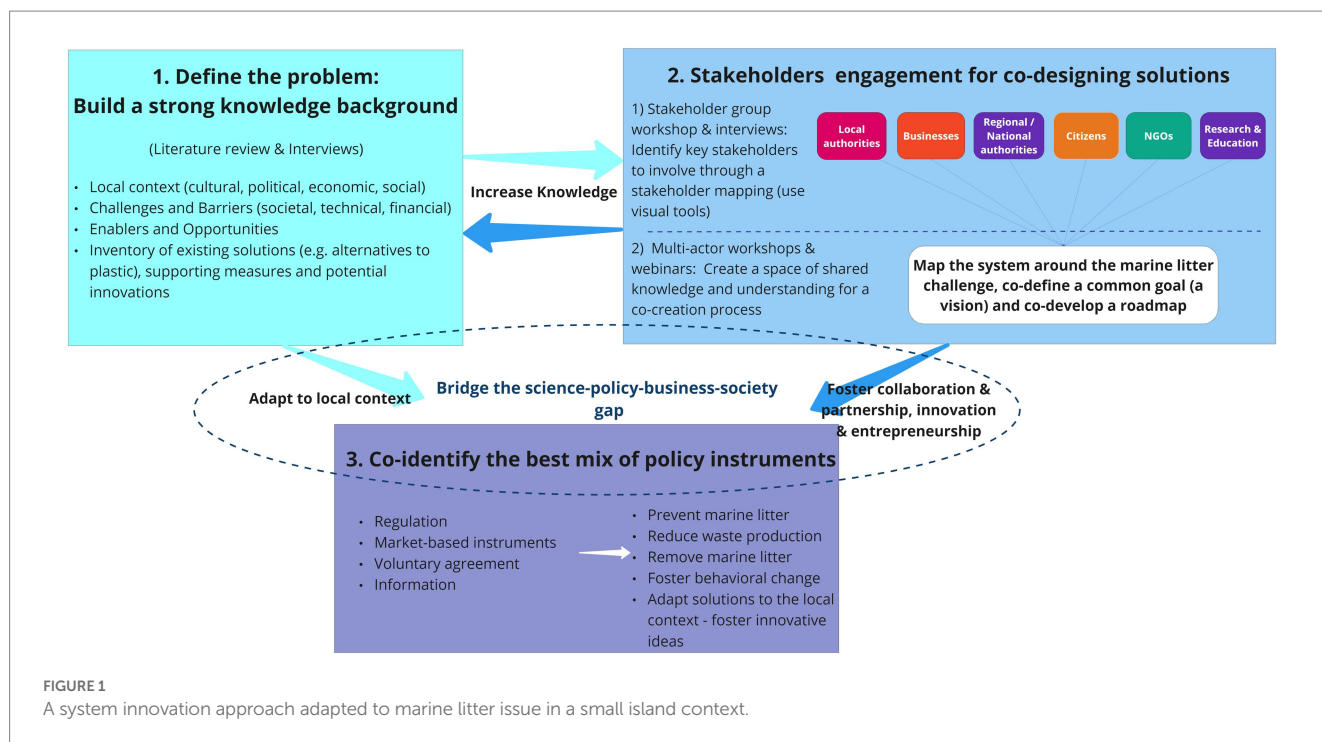 1. Define the problem:
Build a strong knowledge background
(Literature review & Interviews)
• Local context (cultural, political, economic, social)
• Challenges and Barriers (societal, technical, financial)
• Enablers and Opportunities
• Inventory of existing solutions (e.g. alternatives to
plastic), supporting measures and potential
innovations
Increase Knowledge
2. Stakeholders engagement for co-designing solutions
1) Stakeholder group
workshop & interviews:
Identify key stakeholders
to involve through a
stakeholder mapping (use
visual tools)
Local
authorities
Businesses
Regional /
National
authorities
Citizens
NGOs
Research &
Education
2) Multi-actor workshops &
webinars: Create a space of shared
knowledge and understanding for a
co-creation process
Map the system around the marine litter
challenge, co-define a common goal (a
vision) and co-develop a roadmap
Adapt to local context
Bridge the science-policy-business-society
gap
Foster collaboration &
partnership, innovation
& entrepreneurship
3. Co-identify the best mix of policy instruments
• Regulation
• Market-based instruments
• Voluntary agreement
• Information
• Prevent marine litter
• Reduce waste production
• Remove marine litter
• Foster behavioral change
• Adapt solutions to the local
context - foster innovative
ideas
FIGURE 1
A system innovation approach adapted to marine litter issue in a small island context.